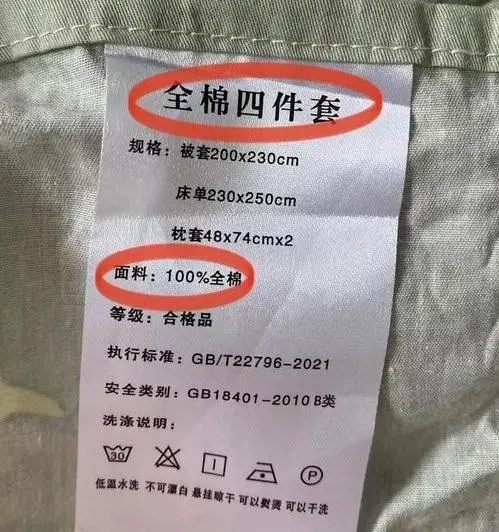 全棉四件套
规格：被套200x230cm
床单230x250cm
枕套48x74cmx2
面料：100%全棉
等级：合格品
执行标准：GB/T22796-2021
安全类别：GB18401-2010 B类
洗涤说明：
30 P
低温水洗 不可漂白 悬挂晾干 可以熨烫 可以干洗